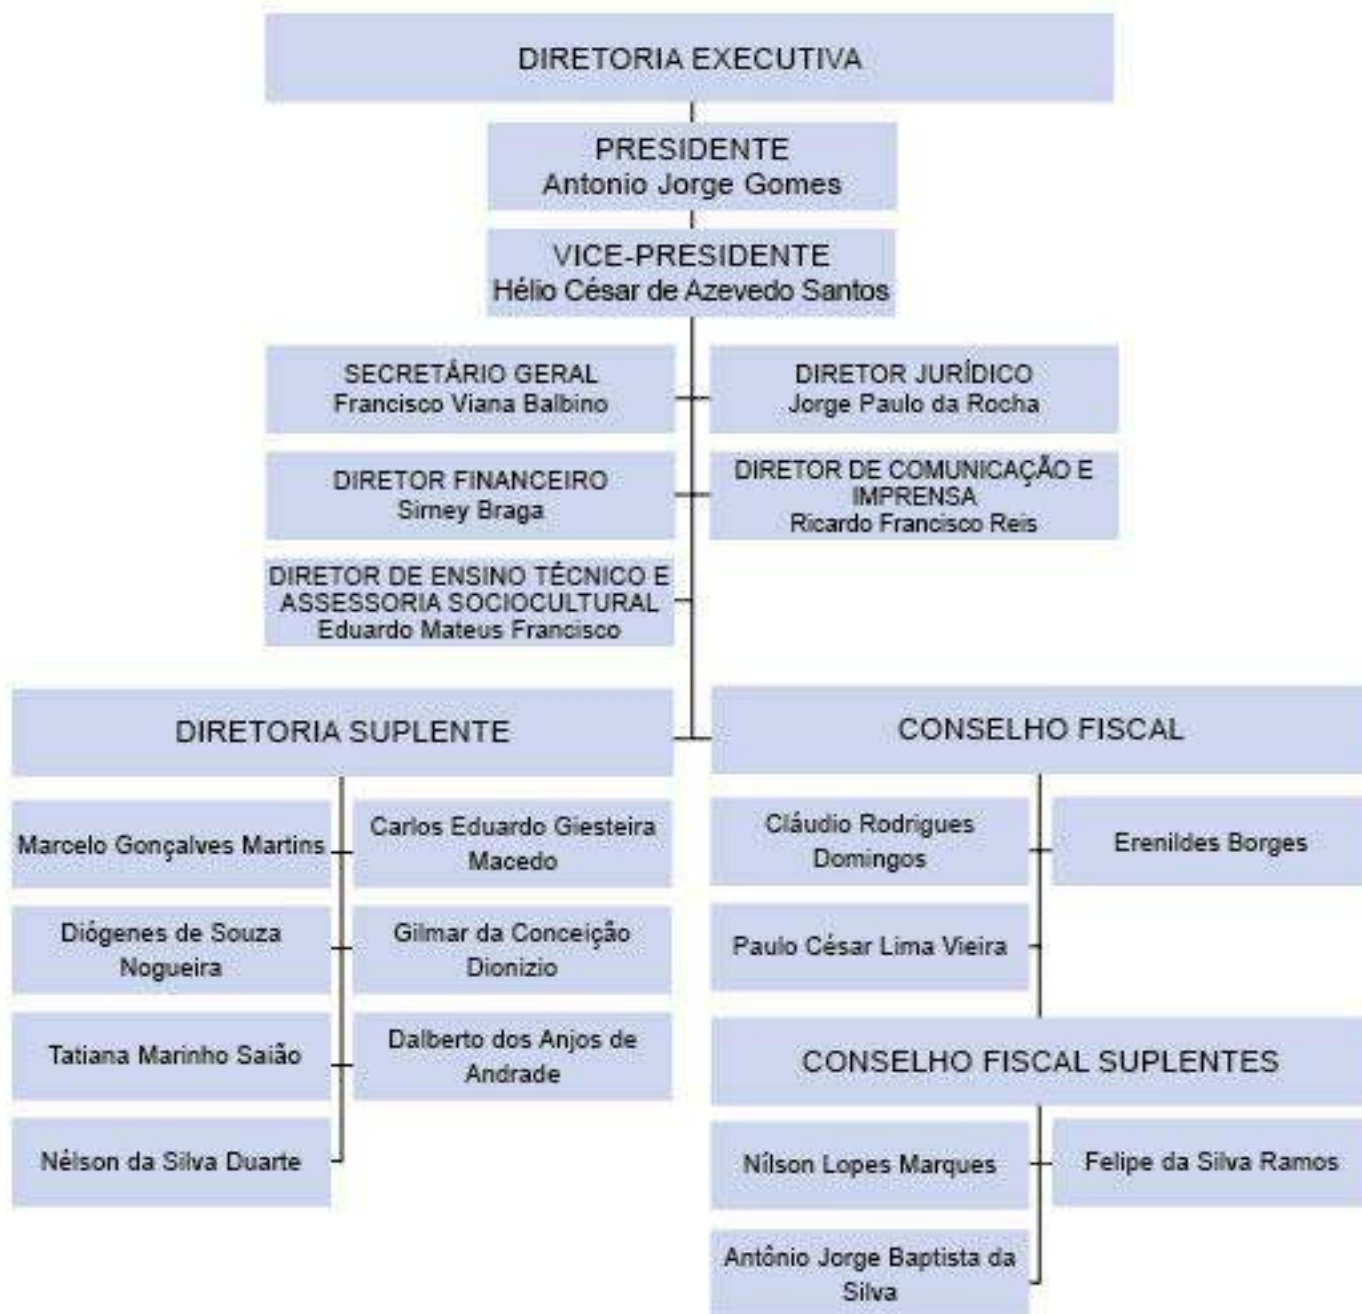 DIRETORIA EXECUTIVA
PRESIDENTE
Antonio Jorge Gomes
VICE-PRESIDENTE
Hélio César de Azevedo Santos
SECRETÁRIO GERAL
Francisco Viana Balbino
DIRETOR JURÍDICO
Jorge Paulo da Rocha
DIRETOR FINANCEIRO
Sirney Braga
DIRETOR DE COMUNICAÇÃO E
IMPRENSA
Ricardo Francisco Reis
DIRETOR DE ENSINO TÉCNICO E
ASSESSORIA SOCIOCULTURAL
Eduardo Mateus Francisco
DIRETORIA SUPLENTE
Marcelo Gonçalves Martins
Carlos Eduardo Giesteira
Macedo
Diógenes de Souza
Nogueira
Gilmar da Conceição
Dionizio
Tatiana Marinho Saião
Dalberto dos Anjos de
Andrade
Nélson da Silva Duarte
CONSELHO FISCAL
Cláudio Rodrigues
Domingos
Erenildes Borges
Paulo César Lima Vieira
CONSELHO FISCAL SUPLENTES
Nílson Lopes Marques
Felipe da Silva Ramos
Antônio Jorge Baptista da
Silva